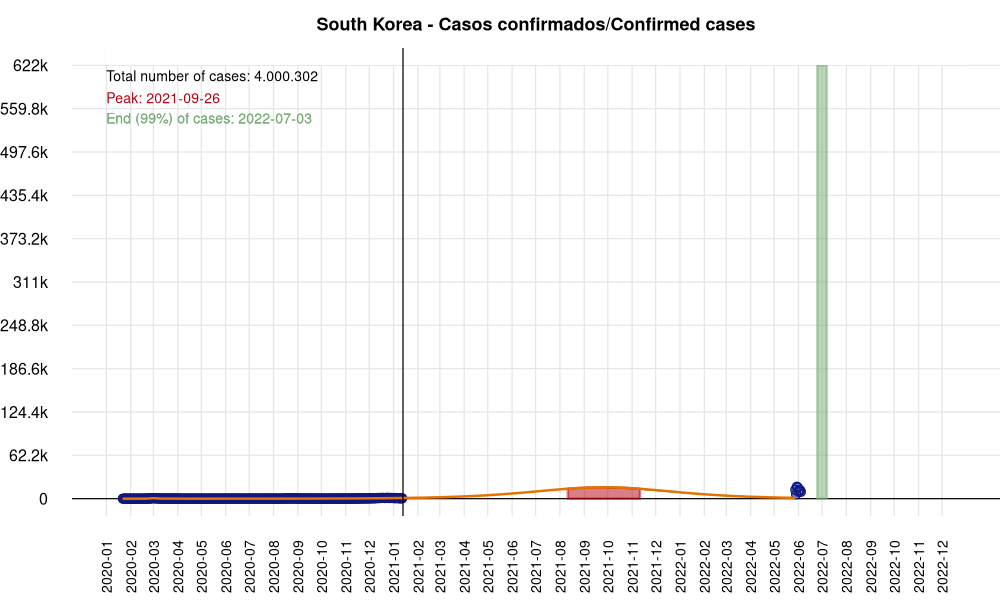 South Korea - Casos confirmados/Confirmed cases
Total number of cases: 4.000.302
Peak: 2021-09-26
End (99%) of cases: 2022-07-03
622k
559.8k
497.6k
435.4k
373.2k
311k
248.8k
186.6k
124.4k
62.2k
0
2020-01
2020-02
2020-03
2020-04
2020-05
2020-06
2020-07
2020-08
2020-09
2020-10
2020-11
2020-12
2021-01
2021-02
2021-03
2021-04
2021-05
2021-06
2021-07
2021-08
2021-09
2021-10
2021-11
2021-12
2022-01
2022-02
2022-03
2022-04
2022-05
2022-06
2022-07
2022-08
2022-09
2022-10
2022-11
2022-12